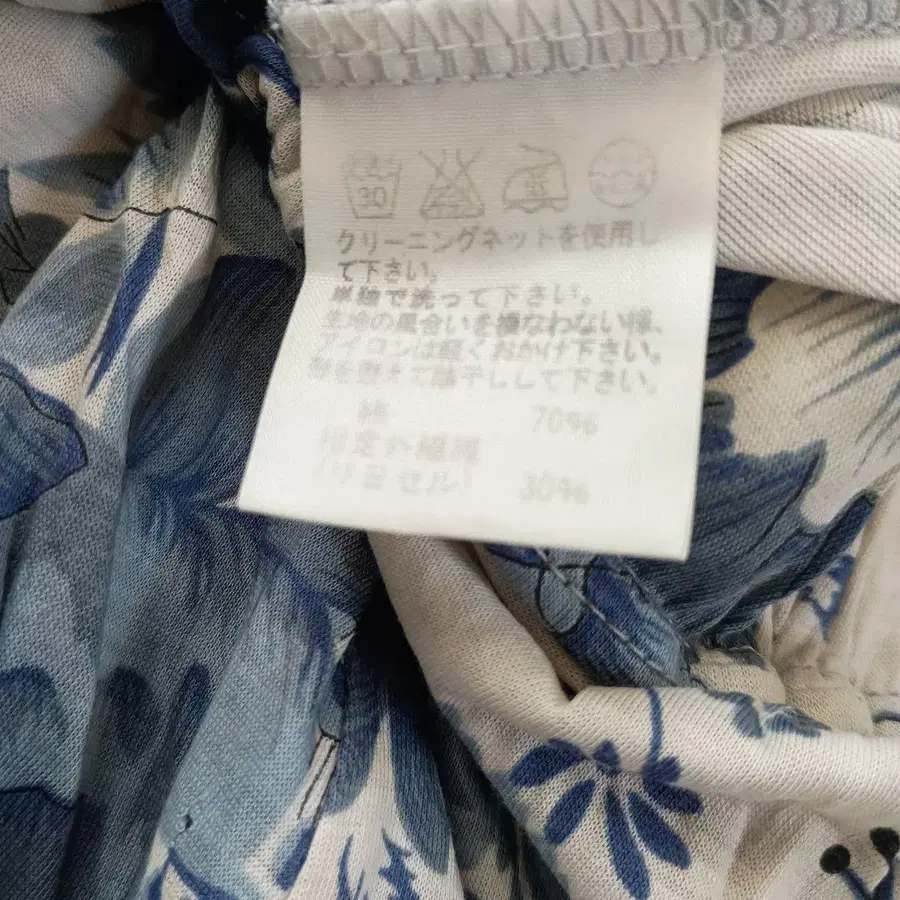 30
クリーニングネットを使用し
て下さい。
単独で洗って下さい。
生地の風合いを損なわない様、
アイロンは軽くおかけ下さい。
形を整えて陰干しして下さい。
綿 70%
指定外繊維
(リヨセル) 30%